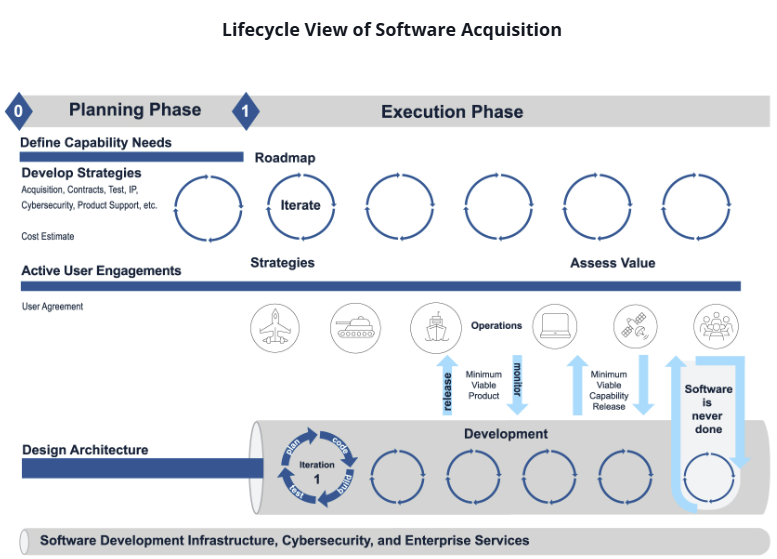 Lifecycle View of Software Acquisition
0
Planning Phase
1
Execution Phase
Define Capability Needs
Roadmap
Develop Strategies
Acquisition, Contracts, Test, IP,
Cybersecurity, Product Support, etc.
Cost Estimate
Iterate
Strategies
Assess Value
Active User Engagements
User Agreement
Operations
release
Minimum
Viable
Product
monitor
Minimum
Viable
Capability
Release
Software
is
never
done
Development
Design Architecture
plan
code
build
test
Iteration
1
Software Development Infrastructure, Cybersecurity, and Enterprise Services